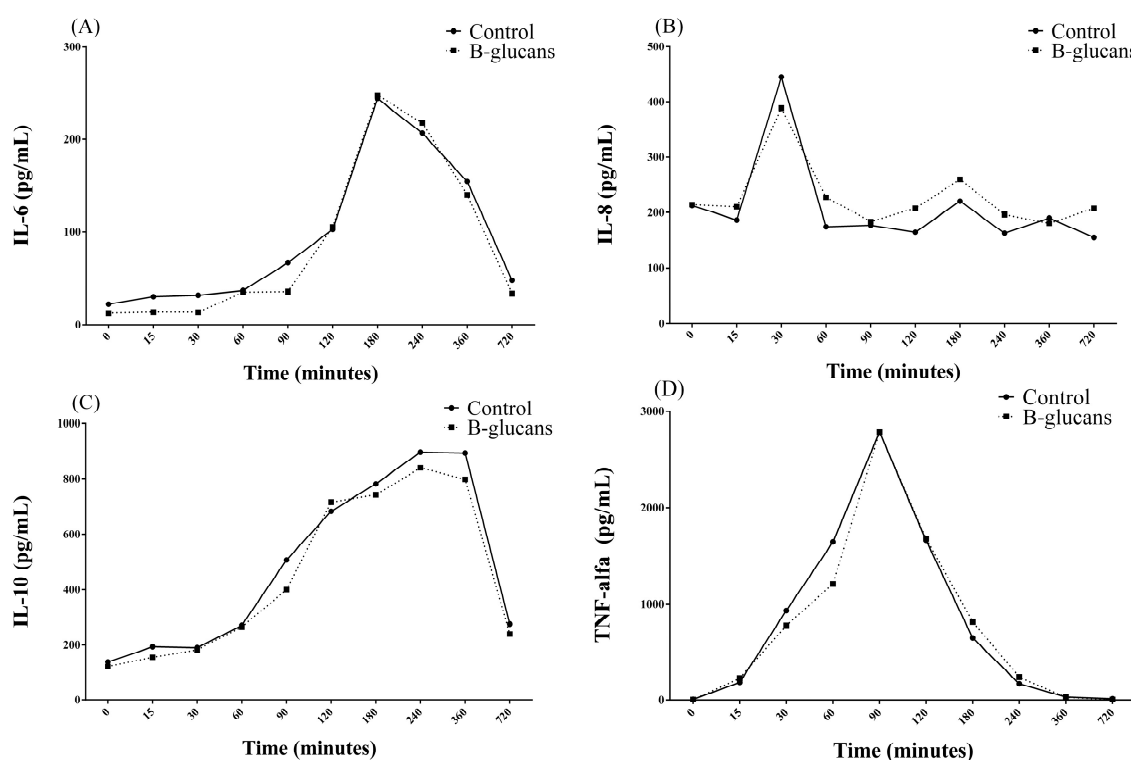 (A)
Control
B-glucans
IL-6 (pg/mL)
300
200
100
0
0 15 30 60 90 120 180 240 360 720
Time (minutes)
(B)
Control
B-glucans
IL-8 (pg/mL)
500
400
300
200
100
0
0 15 30 60 90 120 180 240 360 720
Time (minutes)
(C)
Control
B-glucans
IL-10 (pg/mL)
1000
800
600
400
200
0
0 15 30 60 90 120 180 240 360 720
Time (minutes)
(D)
Control
B-glucans
TNF-alfa (pg/mL)
3000
2000
1000
0
0 15 30 60 90 120 180 240 360 720
Time (minutes)